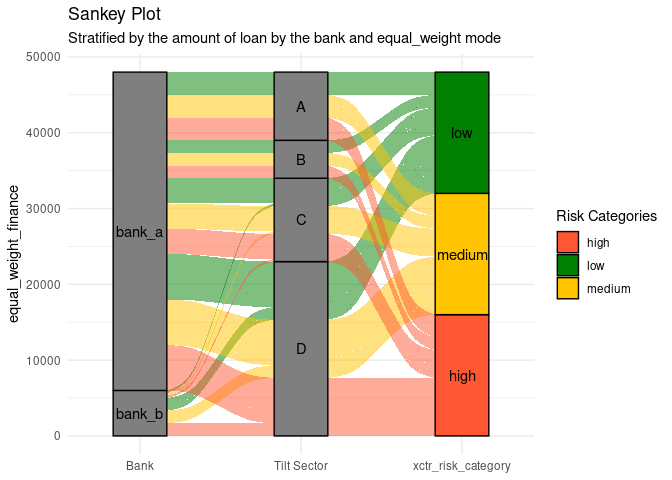 Sankey Plot
Stratified by the amount of loan by the bank and equal_weight mode
50000
40000
30000
20000
10000
0
equal_weight_finance
bank_a
bank_b
A
B
C
D
low
medium
high
Bank
Tilt Sector
xctr_risk_category
Risk Categories
high
low
medium